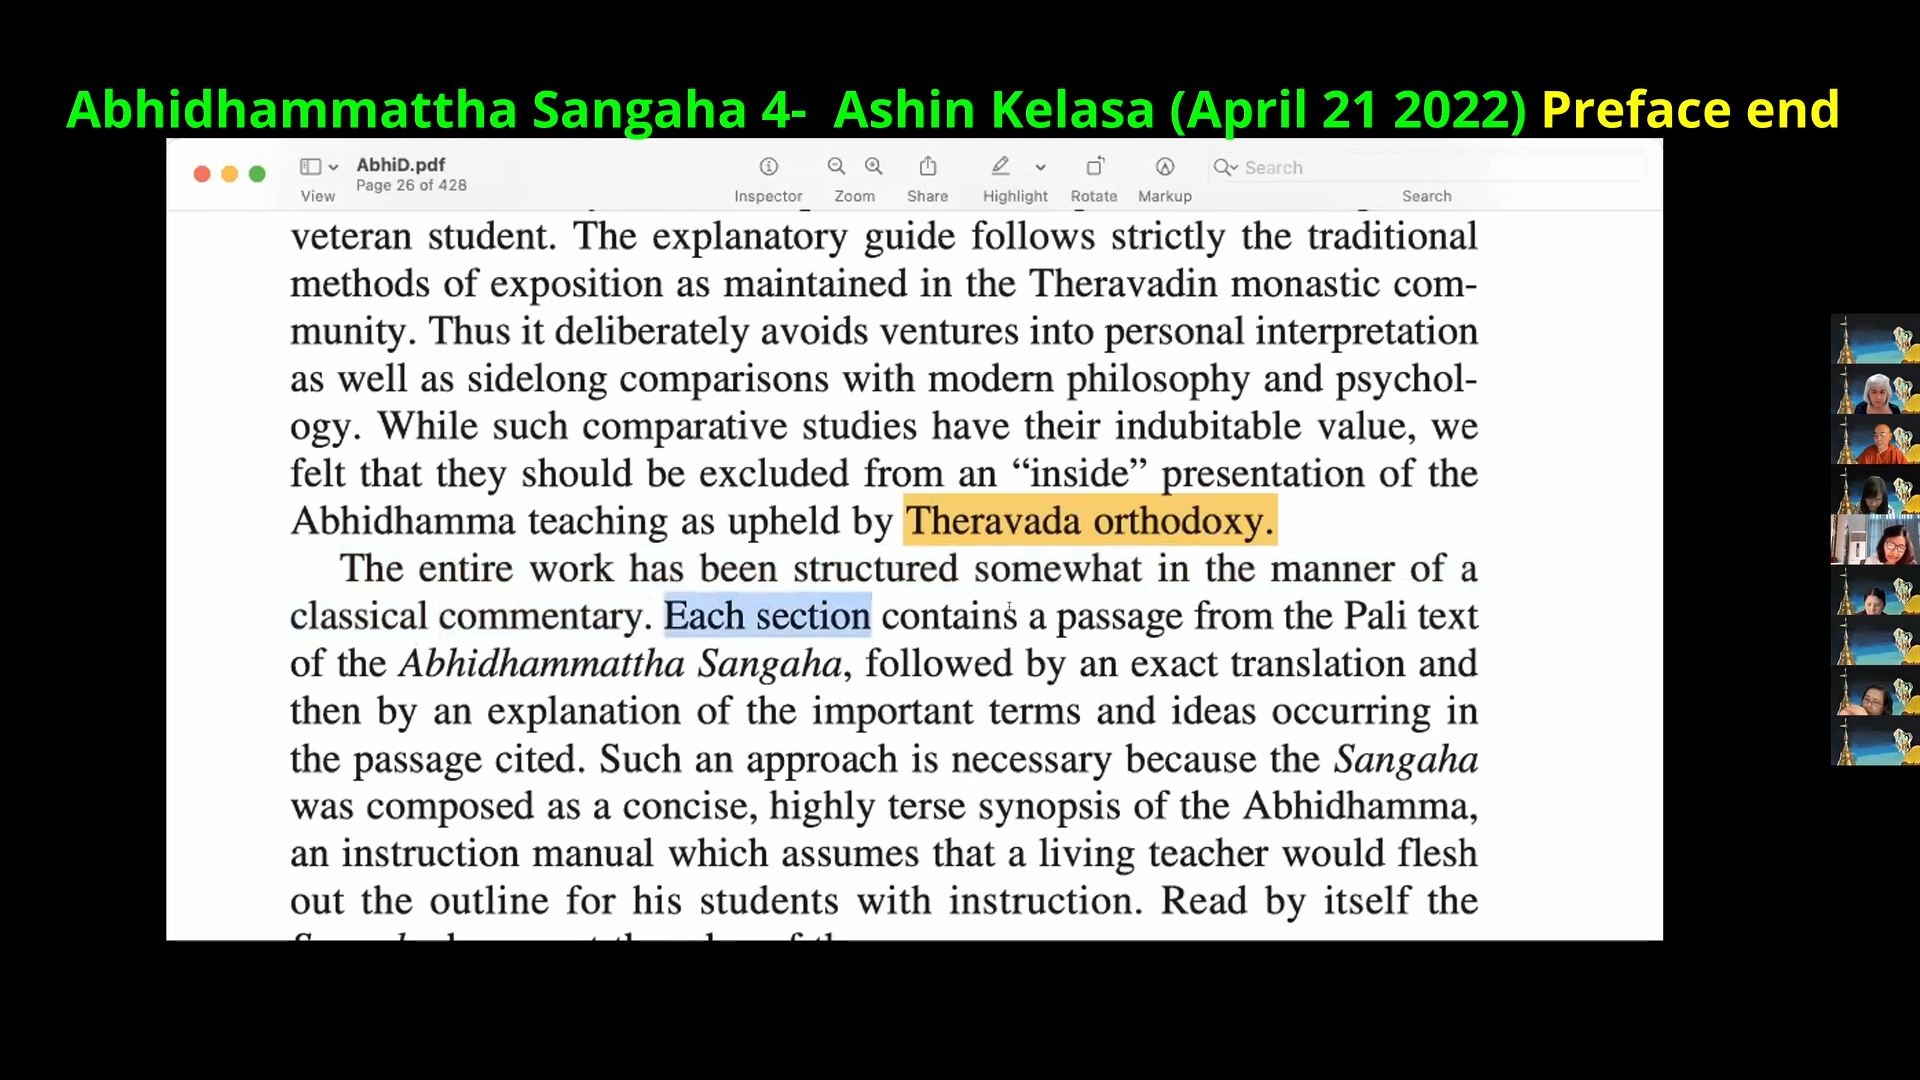 Abhidhammattha Sangaha 4-  Ashin Kelasa (April 21 2022) Preface end
AbhiD.pdf
Page 26 of 428
View
Inspector
Zoom
Share
Highlight
Rotate
Markup
Search
Search
veteran student. The explanatory guide follows strictly the traditional
methods of exposition as maintained in the Theravadin monastic com-
munity. Thus it deliberately avoids ventures into personal interpretation
as well as sidelong comparisons with modern philosophy and psychol-
ogy. While such comparative studies have their indubitable value, we
felt that they should be excluded from an “inside” presentation of the
Abhidhamma teaching as upheld by Theravada orthodoxy.
The entire work has been structured somewhat in the manner of a
classical commentary. Each section contains a passage from the Pali text
of the Abhidhammattha Sangaha, followed by an exact translation and
then by an explanation of the important terms and ideas occurring in
the passage cited. Such an approach is necessary because the Sangaha
was composed as a concise, highly terse synopsis of the Abhidhamma,
an instruction manual which assumes that a living teacher would flesh
out the outline for his students with instruction. Read by itself the